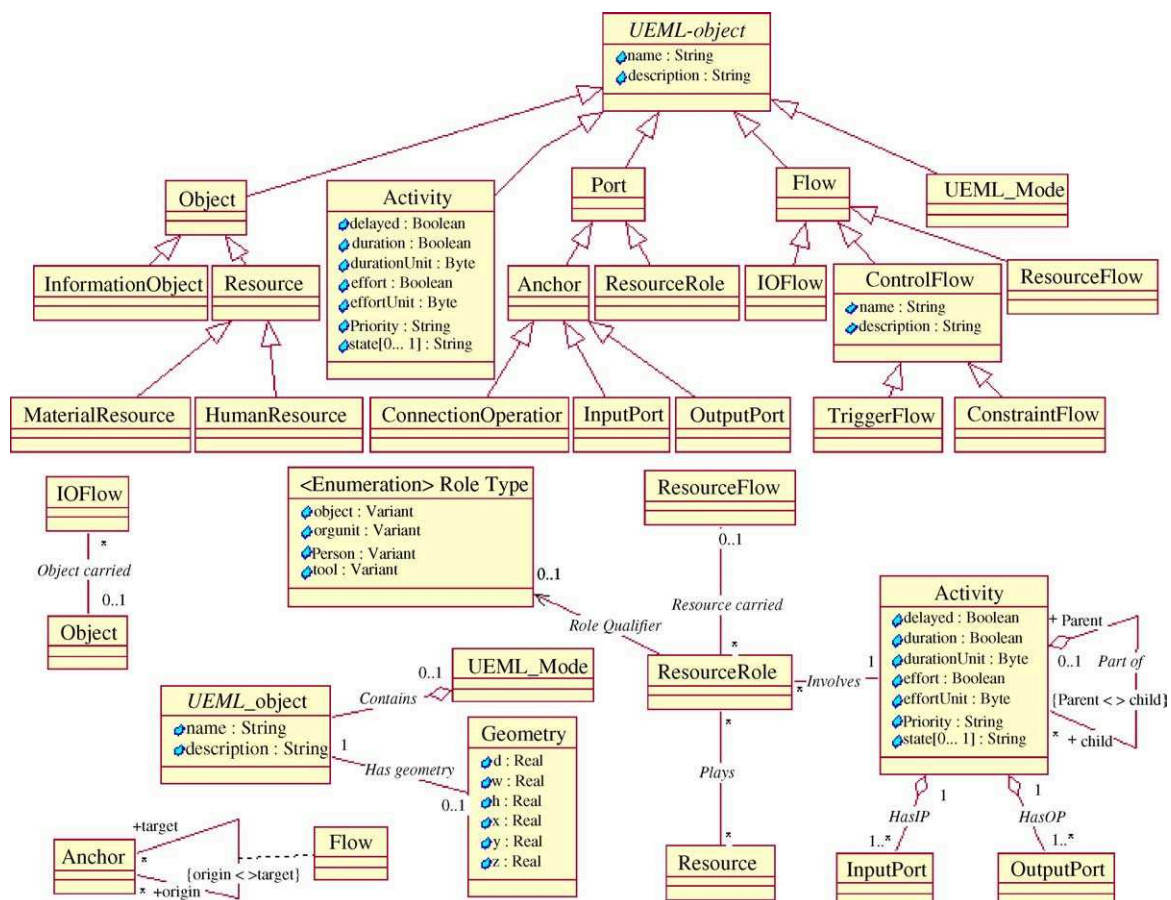 UEML-object
name : String
description : String
Object
Activity
delayed : Boolean
duration : Boolean
durationUnit : Byte
effort : Boolean
effortUnit : Byte
Priority : String
state[0... 1] : String
Port
Flow
UEML_Mode
InformationObject
Resource
Anchor
ResourceRole
IOFlow
ControlFlow
name : String
description : String
ResourceFlow
MaterialResource
HumanResource
ConnectionOperatior
InputPort
OutputPort
TriggerFlow
ConstraintFlow
IOFlow
*
Object carried
0..1
Object
<Enumeration> Role Type
object : Variant
orgunit : Variant
Person : Variant
tool : Variant
0..1
Role Qualifier
ResourceFlow
0..1
Resource carried
*
ResourceRole
*
Involves
1
*
Plays
*
Resource
Activity
delayed : Boolean
duration : Boolean
durationUnit : Byte
effort : Boolean
effortUnit : Byte
Priority : String
state[0... 1] : String
+ Parent
0..1
Part of
{Parent < > child}
*
+ child
1
HasIP
1..*
InputPort
1
HasOP
1..*
OutputPort
UEML_object
name : String
description : String
Contains
0..1
UEML_Mode
1
Has geometry
0..1
Geometry
d : Real
w : Real
h : Real
x : Real
y : Real
z : Real
Anchor
+target
*
{origin < >target}
*
+origin
Flow